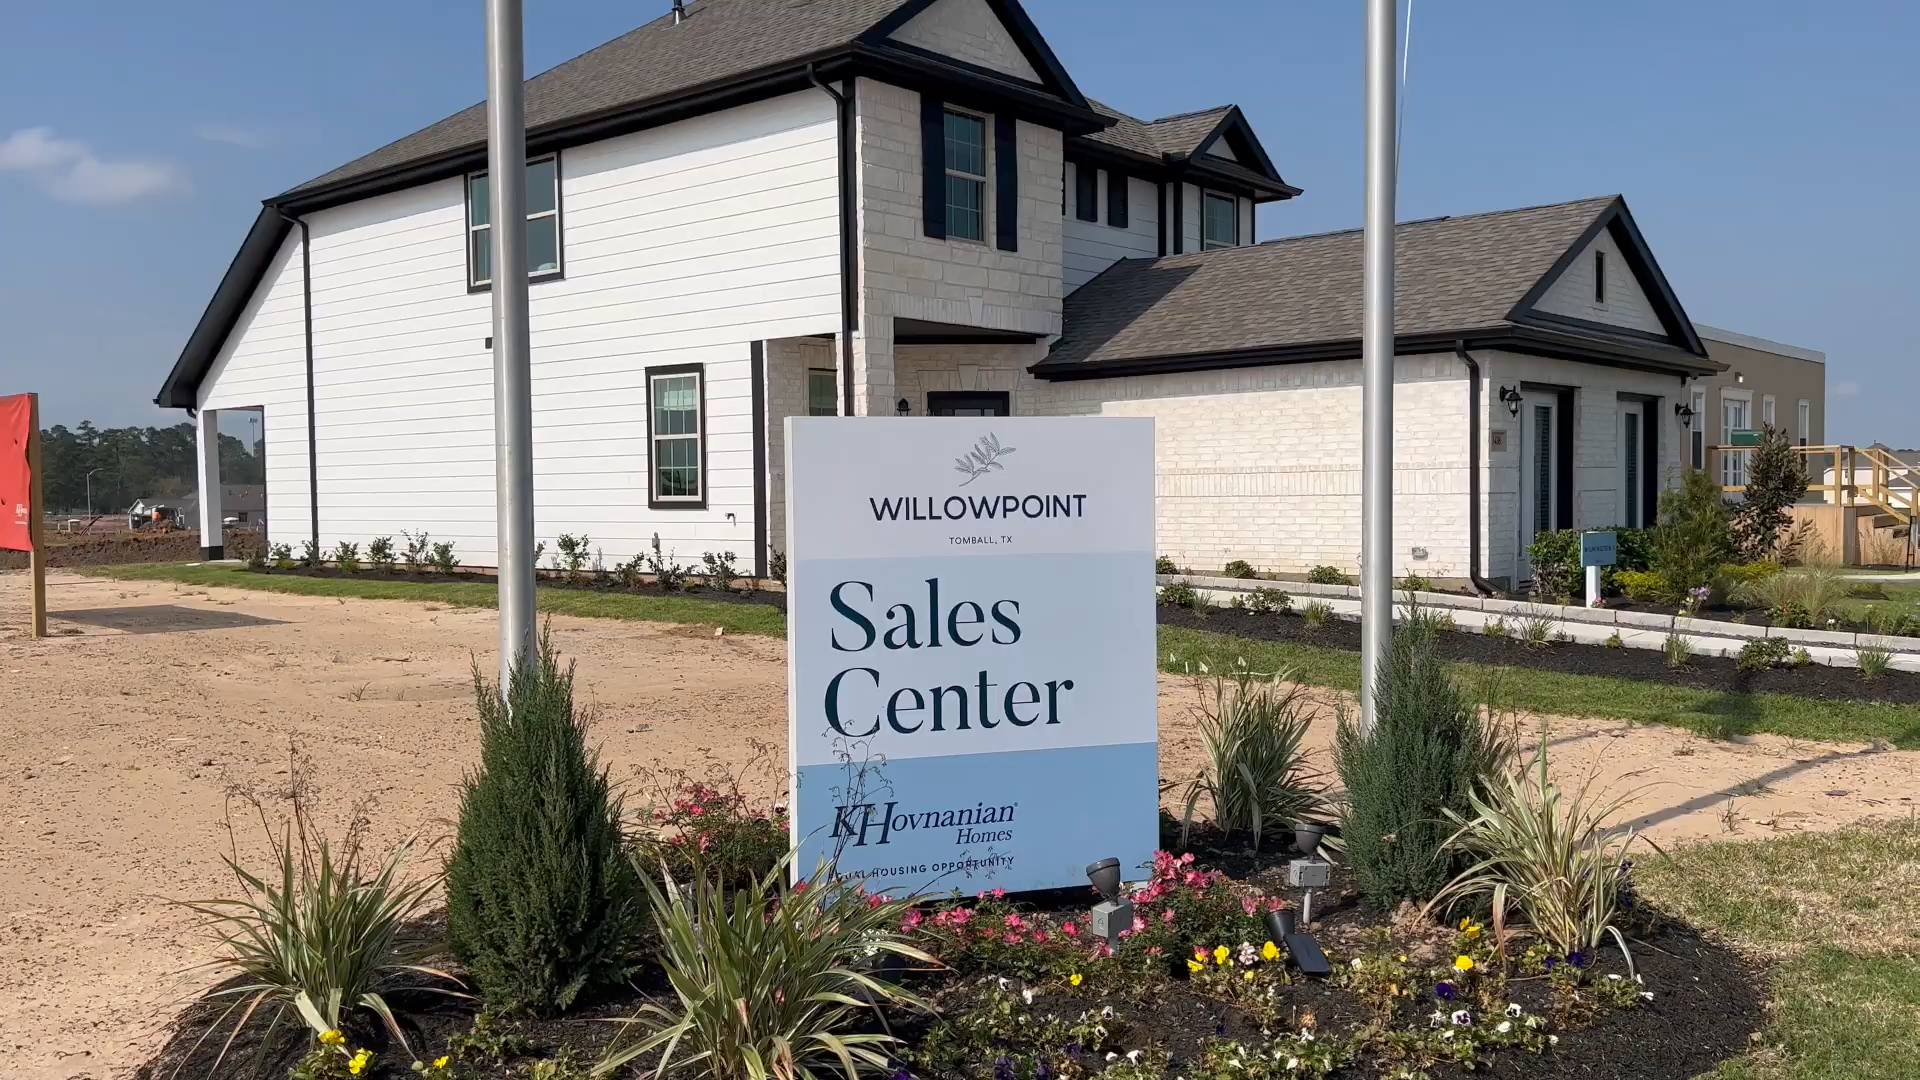 WILLOWPOINT
TOMBALL, TX
Sales
Center
KHovnanian®
Homes
EQUAL HOUSING OPPORTUNITY